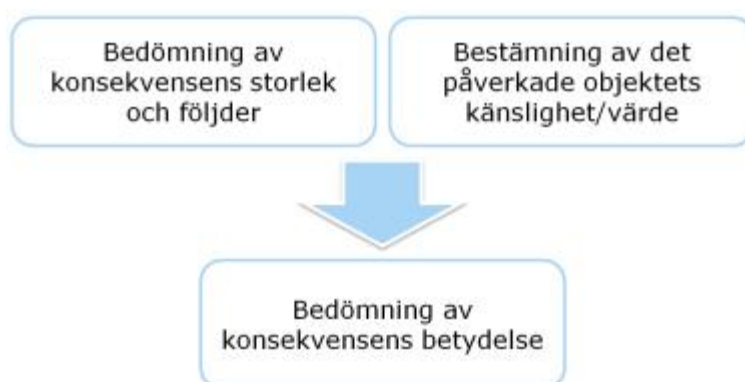 Bedömning av
konsekvensens storlek
och följder
Bestämning av det
påverkade objektets
känslighet/värde
Bedömning av
konsekvensens betydelse